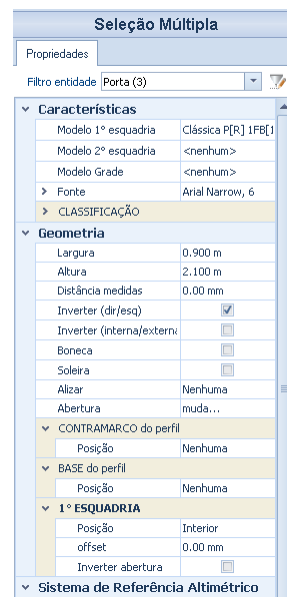 Seleção Múltipla
Propriedades
Filtro entidade Porta (3)
Características
Modelo 1° esquadria Clássica P[R] 1FB[1
Modelo 2° esquadria <nenhum>
Modelo Grade <nenhum>
Fonte Arial Narrow, 6
CLASSIFICAÇÃO
Geometria
Largura 0.900 m
Altura 2.100 m
Distância medidas 0.00 mm
Inverter (dir/esq)
Inverter (interna/externa
Boneca
Soleira
Alizar Nenhuma
Abertura muda...
CONTRAMARCO do perfil
Posição Nenhuma
BASE do perfil
Posição Nenhuma
1° ESQUADRIA
Posição Interior
offset 0.00 mm
Inverter abertura
Sistema de Referência Altimétrico